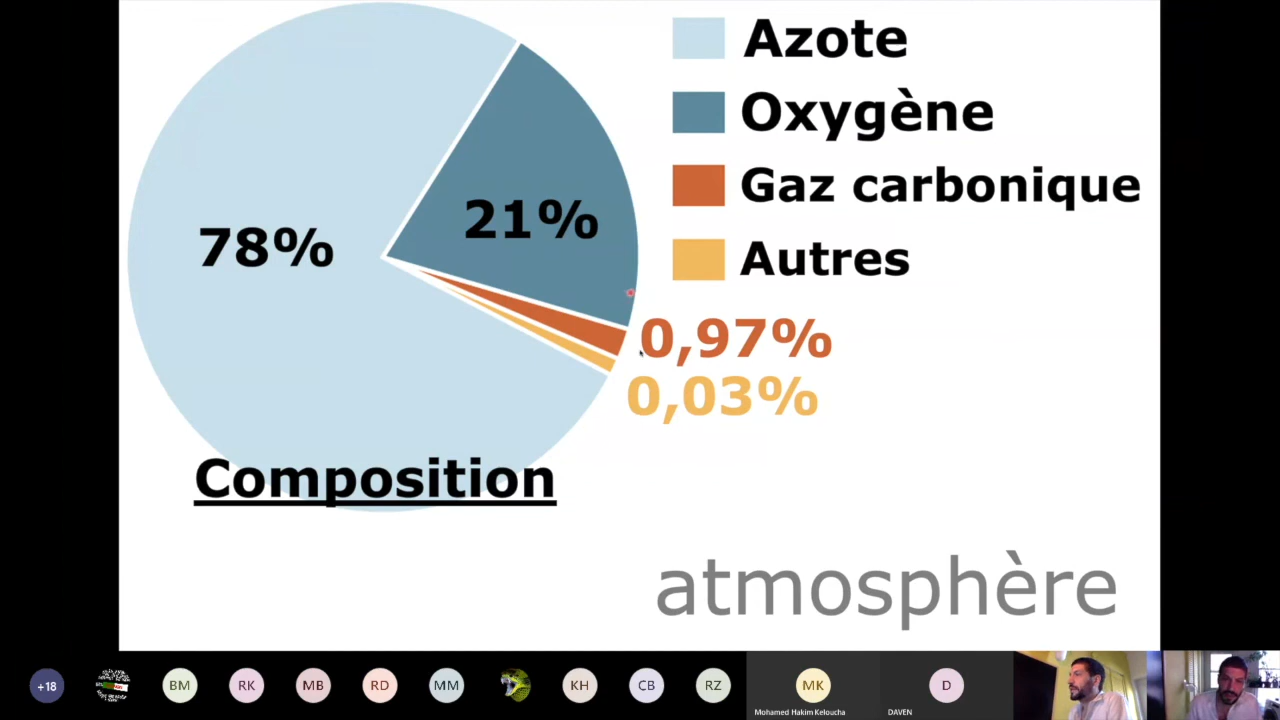 Azote
Oxygène
Gaz carbonique
Autres
78%
21%
0,97%
0,03%
Composition
atmosphère
+18
BM
RK
MB
RD
MM
KH
CB
RZ
MK
D
Mohamed Hakim Keloucha
DAVEN